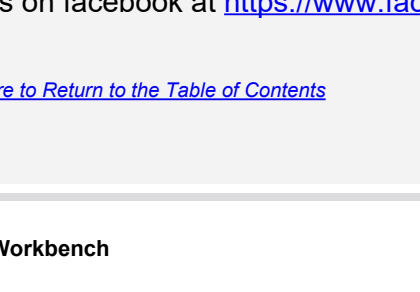 s on facebook at https://www.fac
re to Return to the Table of Contents
Workbench